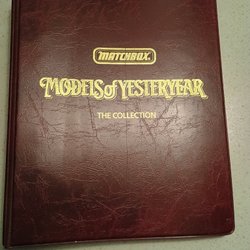 MATCHBOX
MODELS of YESTERYEAR
THE COLLECTION